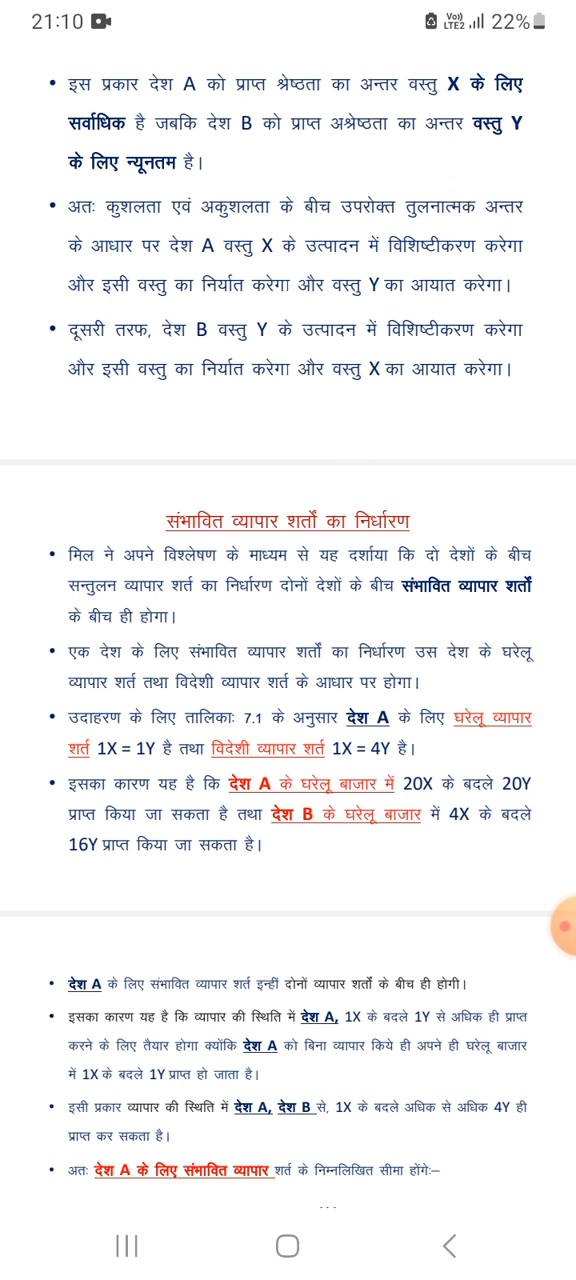 21:10
Vo))
LTE2
22%
• इस प्रकार देश A को प्राप्त श्रेष्ठता का अन्तर वस्तु X के लिए
सर्वाधिक है जबकि देश B को प्राप्त अश्रेष्ठता का अन्तर वस्तु Y
के लिए न्यूनतम है।
• अतः कुशलता एवं अकुशलता के बीच उपरोक्त तुलनात्मक अन्तर
के आधार पर देश A वस्तु X के उत्पादन में विशिष्टीकरण करेगा
और इसी वस्तु का निर्यात करेगा और वस्तु Y का आयात करेगा।
• दूसरी तरफ, देश B वस्तु Y के उत्पादन में विशिष्टीकरण करेगा
और इसी वस्तु का निर्यात करेगा और वस्तु X का आयात करेगा।
संभावित व्यापार शर्तों का निर्धारण
• मिल ने अपने विश्लेषण के माध्यम से यह दर्शाया कि दो देशों के बीच
सन्तुलन व्यापार शर्त का निर्धारण दोनों देशों के बीच संभावित व्यापार शर्तों
के बीच ही होगा।
• एक देश के लिए संभावित व्यापार शर्तों का निर्धारण उस देश के घरेलू
व्यापार शर्त तथा विदेशी व्यापार शर्त के आधार पर होगा।
• उदाहरण के लिए तालिकाः 7.1 के अनुसार देश A के लिए घरेलू व्यापार
शर्त 1X = 1Y है तथा विदेशी व्यापार शर्त 1X = 4Y है।
• इसका कारण यह है कि देश A के घरेलू बाजार में 20X के बदले 20Y
प्राप्त किया जा सकता है तथा देश B के घरेलू बाजार में 4X के बदले
16Y प्राप्त किया जा सकता है।
• देश A के लिए संभावित व्यापार शर्त इन्हीं दोनों व्यापार शर्तों के बीच ही होगी।
• इसका कारण यह है कि व्यापार की स्थिति में देश A, 1X के बदले 1Y से अधिक ही प्राप्त
करने के लिए तैयार होगा क्योंकि देश A को बिना व्यापार किये ही अपने ही घरेलू बाजार
में 1X के बदले 1Y प्राप्त हो जाता है।
• इसी प्रकार व्यापार की स्थिति में देश A, देश B से, 1X के बदले अधिक से अधिक 4Y ही
प्राप्त कर सकता है।
• अतः देश A के लिए संभावित व्यापार शर्त के निम्नलिखित सीमा होंगेः–